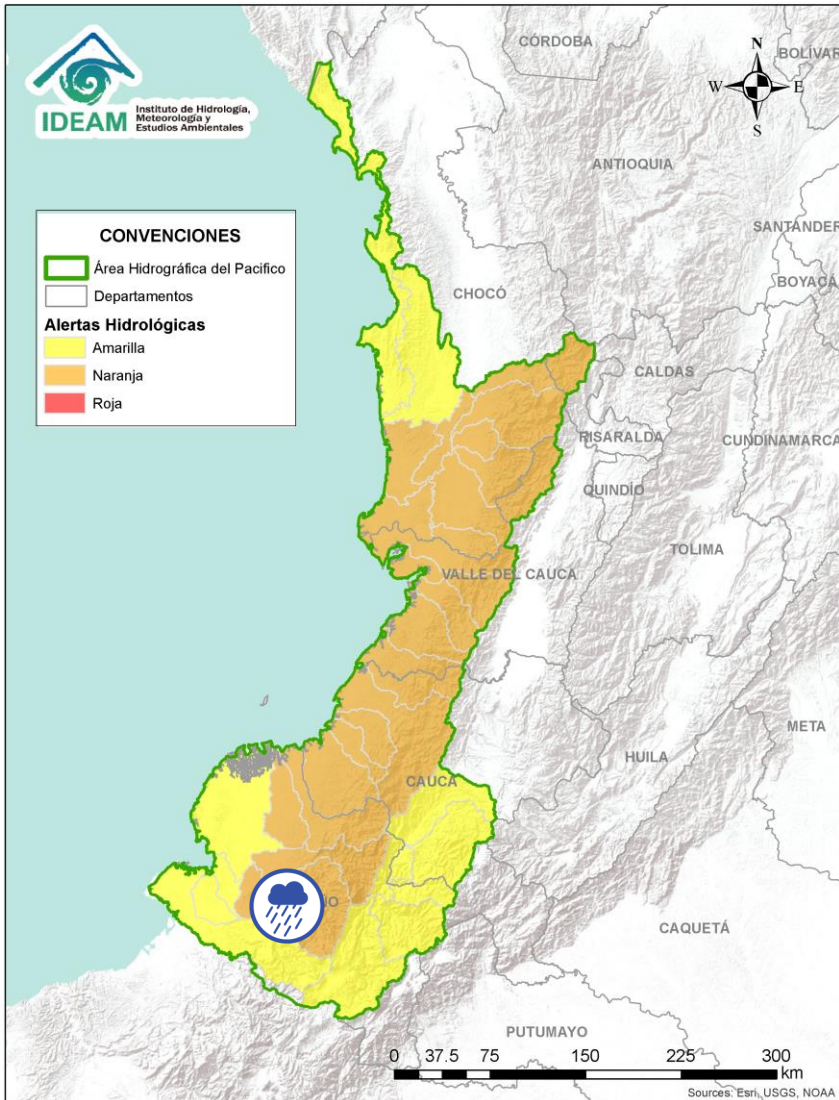 CÓRDOBA
BOLÍVAR
N
W
E
S
IDEAM
Instituto de Hidrología,
Meteorología y
Estudios Ambientales
ANTIOQUIA
SANTANDER
BOYACÁ
CONVENCIONES
Área Hidrográfica del Pacifico
Departamentos
Alertas Hidrológicas
Amarilla
Naranja
Roja
CHOCÓ
CALDAS
RISARALDA
CUNDINAMARCA
QUINDÍO
TOLIMA
VALLE DEL CAUCA
META
HUILA
CAUCA
CAQUETÁ
PUTUMAYO
0 37.5 75 150 225 300
km
Sources: Esri, USGS, NOAA